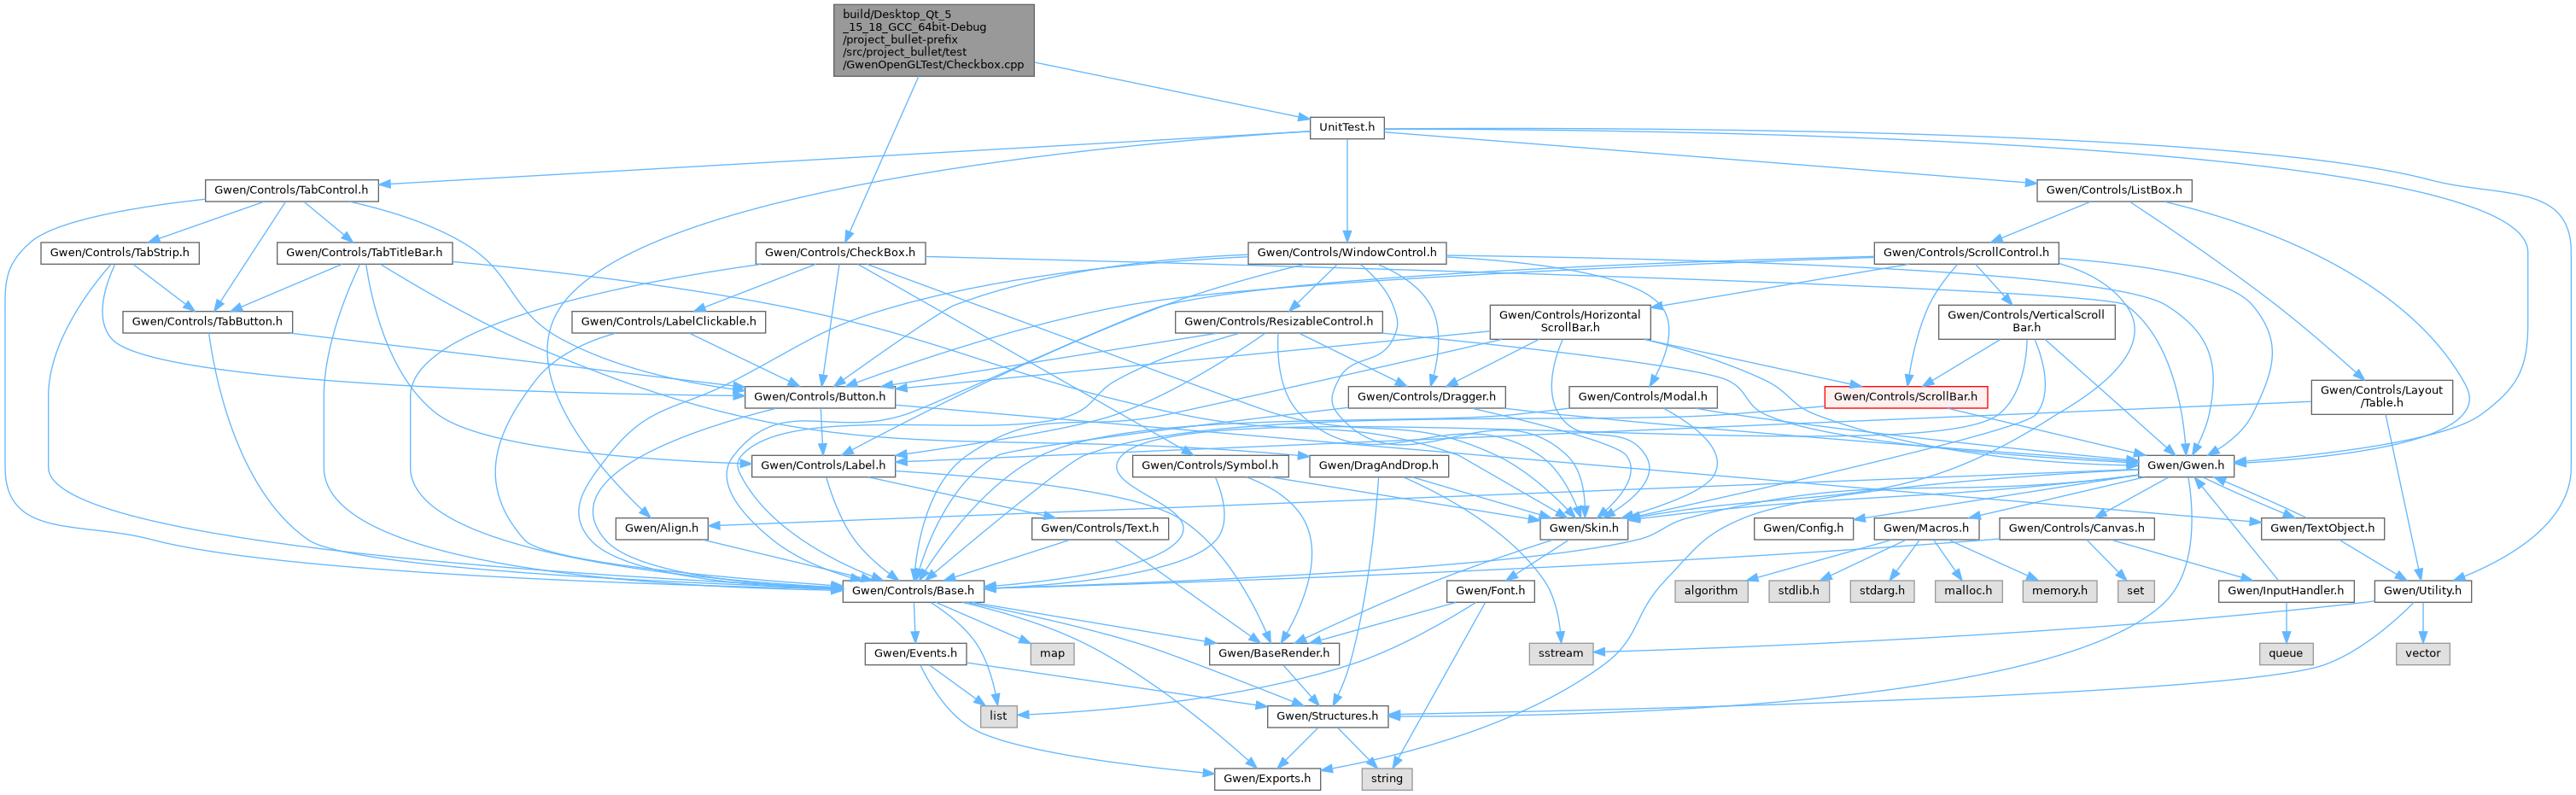 build/Desktop_Qt_5
_15_18_GCC_64bit-Debug
/project_bullet-prefix
/src/project_bullet/test
/GwenOpenGLTest/Checkbox.cpp
UnitTest.h
Gwen/Controls/TabControl.h
Gwen/Controls/ListBox.h
Gwen/Controls/TabStrip.h
Gwen/Controls/TabTitleBar.h
Gwen/Controls/CheckBox.h
Gwen/Controls/WindowControl.h
Gwen/Controls/ScrollControl.h
Gwen/Controls/TabButton.h
Gwen/Controls/LabelClickable.h
Gwen/Controls/ResizableControl.h
Gwen/Controls/Horizontal
ScrollBar.h
Gwen/Controls/VerticalScroll
Bar.h
Gwen/Controls/Button.h
Gwen/Controls/Dragger.h
Gwen/Controls/Modal.h
Gwen/Controls/ScrollBar.h
Gwen/Controls/Layout
/Table.h
Gwen/Controls/Label.h
Gwen/Controls/Symbol.h
Gwen/DragAndDrop.h
Gwen/Gwen.h
Gwen/Align.h
Gwen/Controls/Text.h
Gwen/Skin.h
Gwen/Config.h
Gwen/Macros.h
Gwen/Controls/Canvas.h
Gwen/TextObject.h
Gwen/Controls/Base.h
Gwen/Font.h
algorithm
stdlib.h
stdarg.h
malloc.h
memory.h
set
Gwen/InputHandler.h
Gwen/Utility.h
Gwen/Events.h
map
Gwen/BaseRender.h
sstream
queue
vector
list
Gwen/Structures.h
Gwen/Exports.h
string